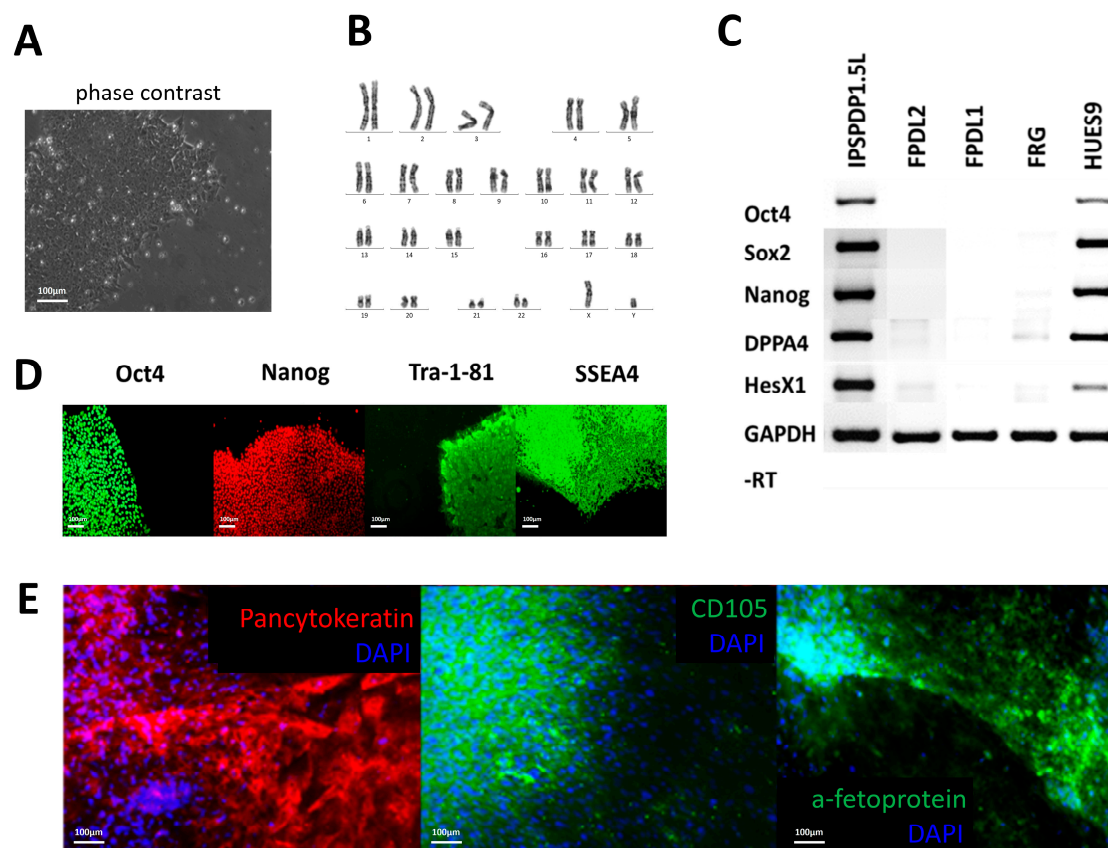 A
phase contrast
100µm
B
1 2 3 4 5
6 7 8 9 10 11 12
13 14 15 16 17 18
19 20 21 22 X Y
C
IPSPDP1.5L FPDL2 FPDL1 FRG HUES9
Oct4
Sox2
Nanog
DPPA4
HesX1
GAPDH
-RT
D
Oct4 Nanog Tra-1-81 SSEA4
100µm 100µm 100µm 100µm
E
Pancytokeratin
DAPI
100µm
CD105
DAPI
100µm
a-fetoprotein
DAPI
100µm